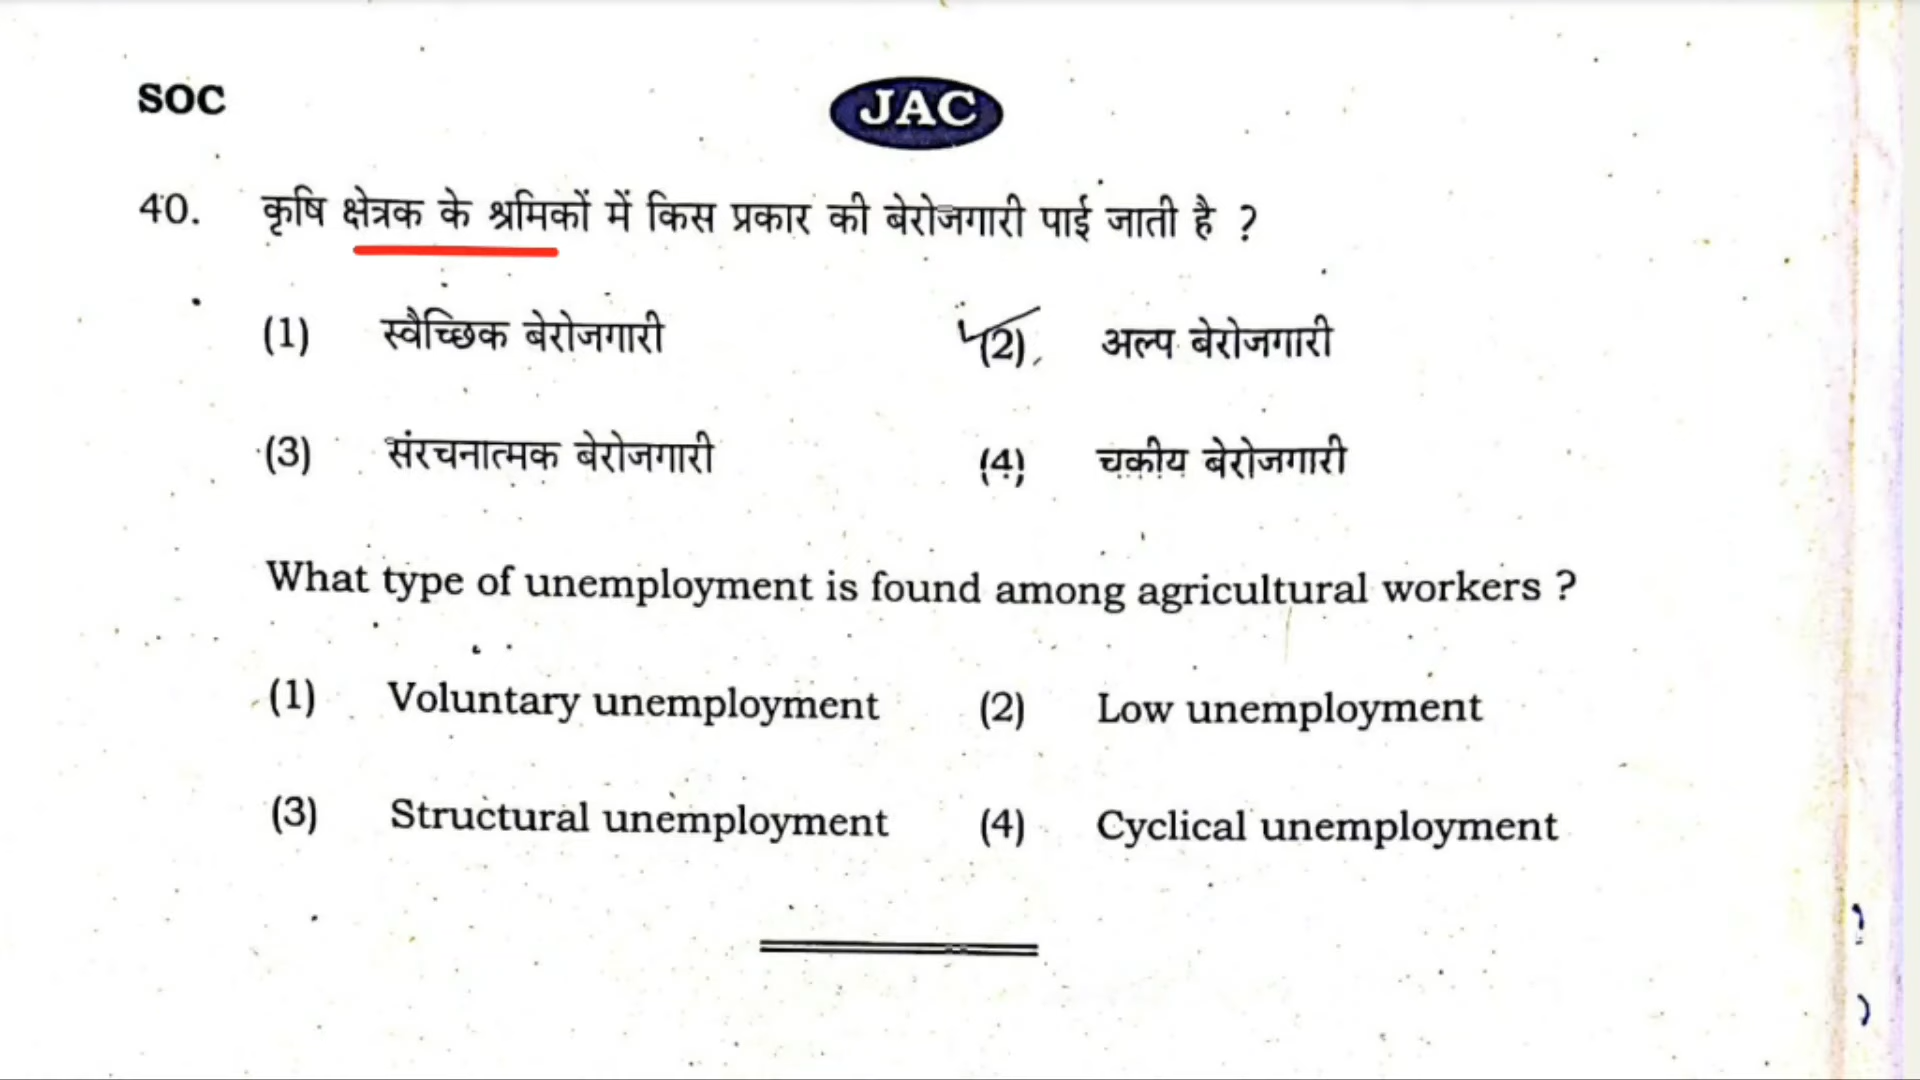 SOC
JAC
40. कृषि क्षेत्रक के श्रमिकों में किस प्रकार की बेरोजगारी पाई जाती है ?
(1) स्वैच्छिक बेरोजगारी (2) अल्प बेरोजगारी
(3) संरचनात्मक बेरोजगारी (4) चकीय बेरोजगारी
What type of unemployment is found among agricultural workers ?
(1) Voluntary unemployment (2) Low unemployment
(3) Structural unemployment (4) Cyclical unemployment